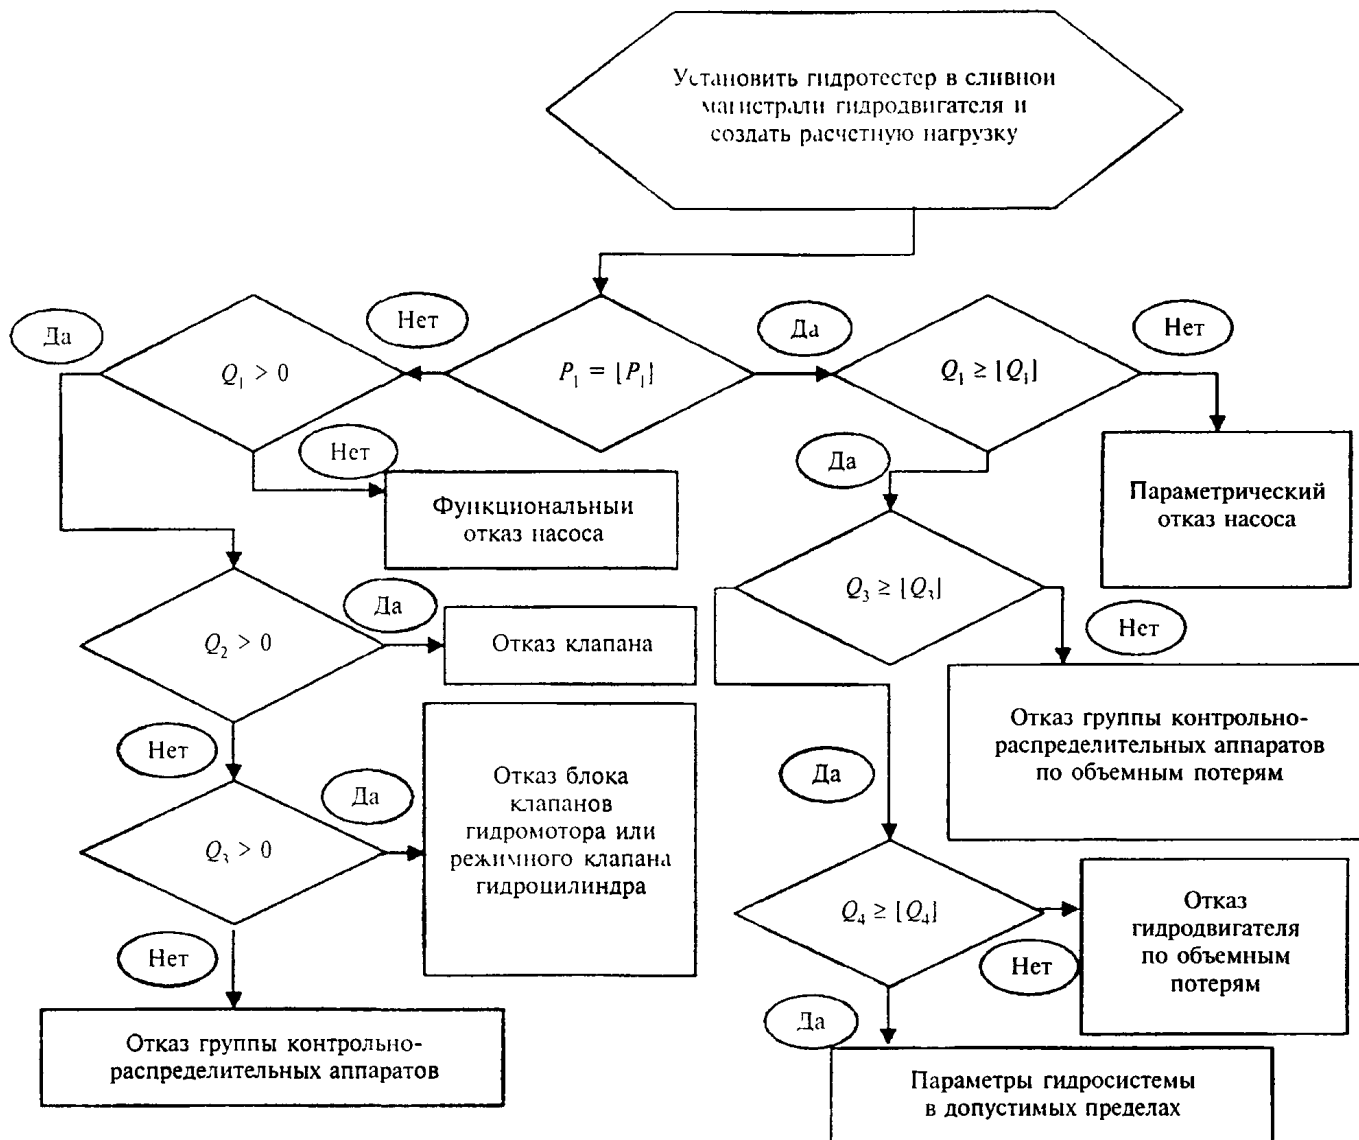 Установить гидротестер в сливной
магистрали гидродвигателя и
создать расчетную нагрузку
Да
Нет
Да
Нет
Q₁ > 0
P₁ = [P₁]
Q₁ ≥ [Q₁]
Нет
Да
Функциональный
отказ насоса
Параметрический
отказ насоса
Q₃ ≥ [Q₃]
Да
Нет
Q₂ > 0
Отказ клапана
Нет
Да
Отказ блока
клапанов
гидромотора или
режимного клапана
гидроцилиндра
Отказ группы контрольно-
распределительных аппаратов
по объемным потерям
Да
Q₃ > 0
Q₄ ≥ [Q₄]
Отказ
гидродвигателя
по объемным
потерям
Нет
Нет
Да
Отказ группы контрольно-
распределительных аппаратов
Параметры гидросистемы
в допустимых пределах